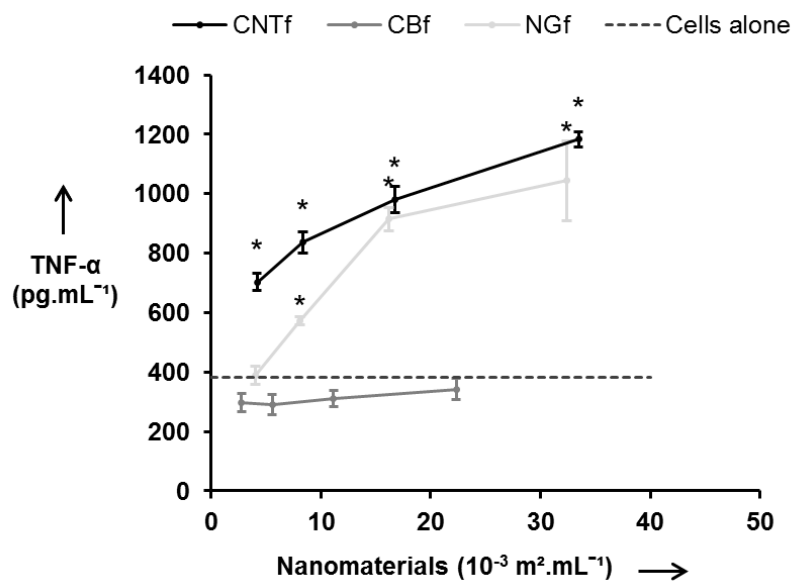 CNTf CBf NGf Cells alone
1400
1200
1000
800
600
400
200
0
TNF-α
(pg.mL⁻¹)
* * * * * * *
0 10 20 30 40 50
Nanomaterials (10⁻³ m².mL⁻¹)